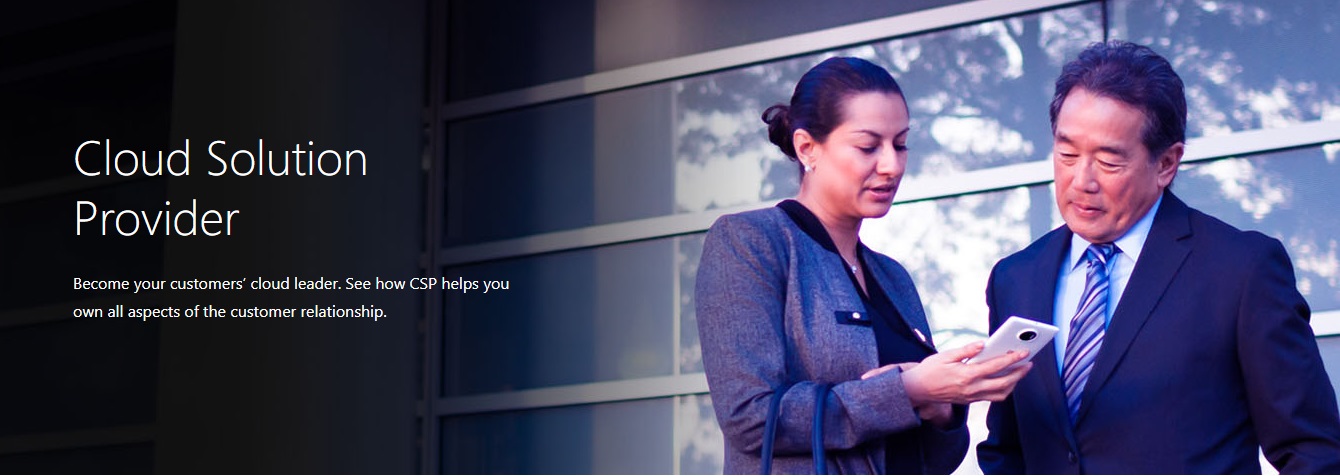 Cloud Solution
Provider
Become your customers’ cloud leader. See how CSP helps you
own all aspects of the customer relationship.